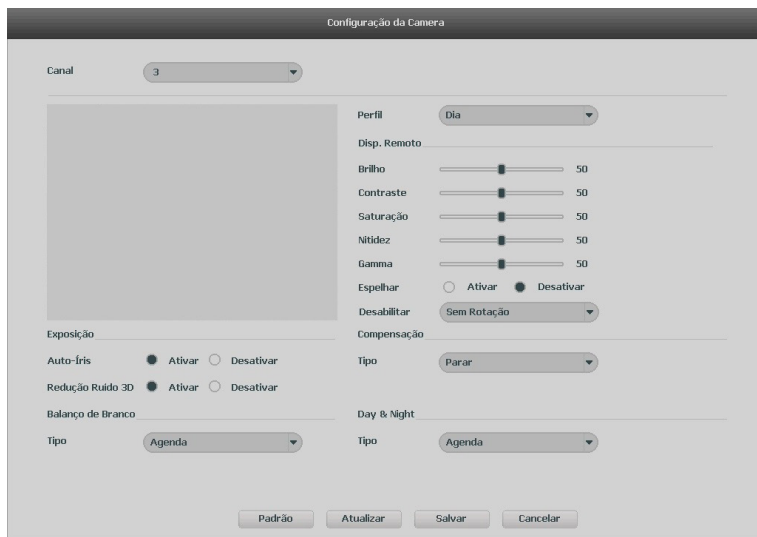 Configuração da Camera
Canal 3
Perfil Dia
Disp. Remoto
Brilho 50
Contraste 50
Saturação 50
Nitidez 50
Gamma 50
Espelhar Ativar Desativar
Desabilitar Sem Rotação
Exposição
Auto-Íris Ativar Desativar
Redução Ruído 3D Ativar Desativar
Compensação
Tipo Parar
Balanço de Branco
Tipo Agenda
Day & Night
Tipo Agenda
Padrão Atualizar Salvar Cancelar